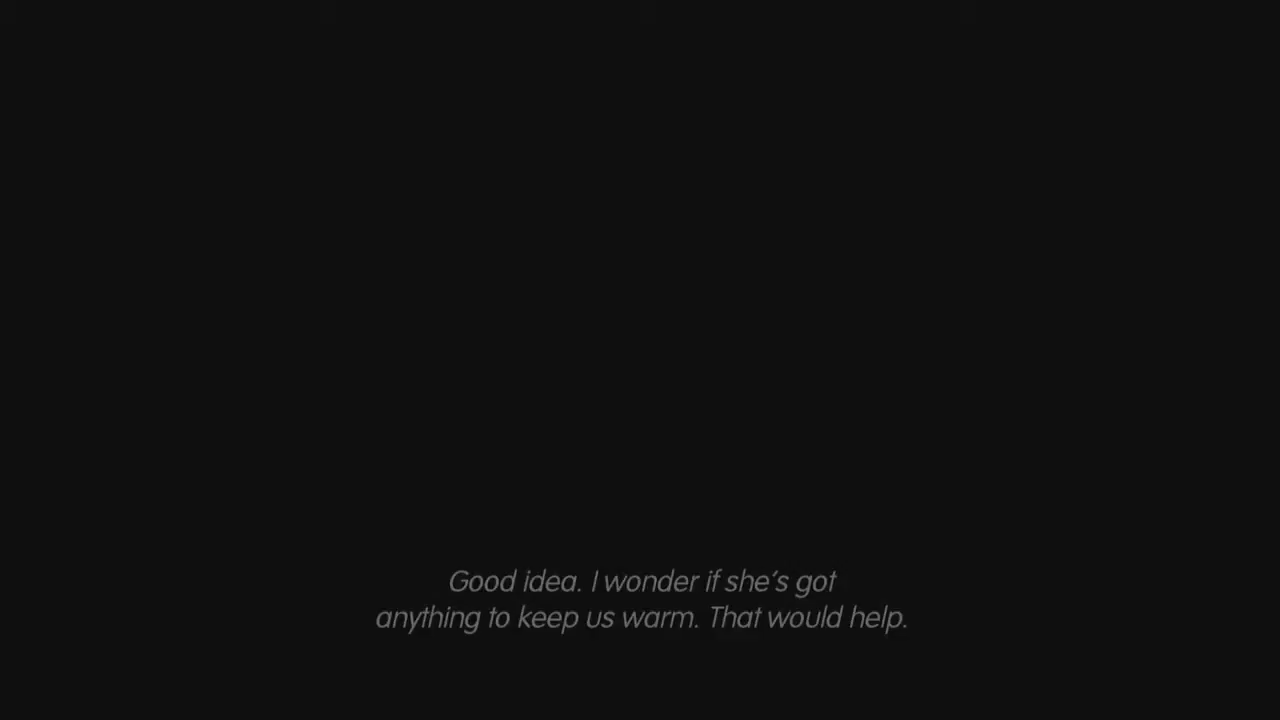 Good idea. I wonder if she's got
anything to keep us warm. That would help.